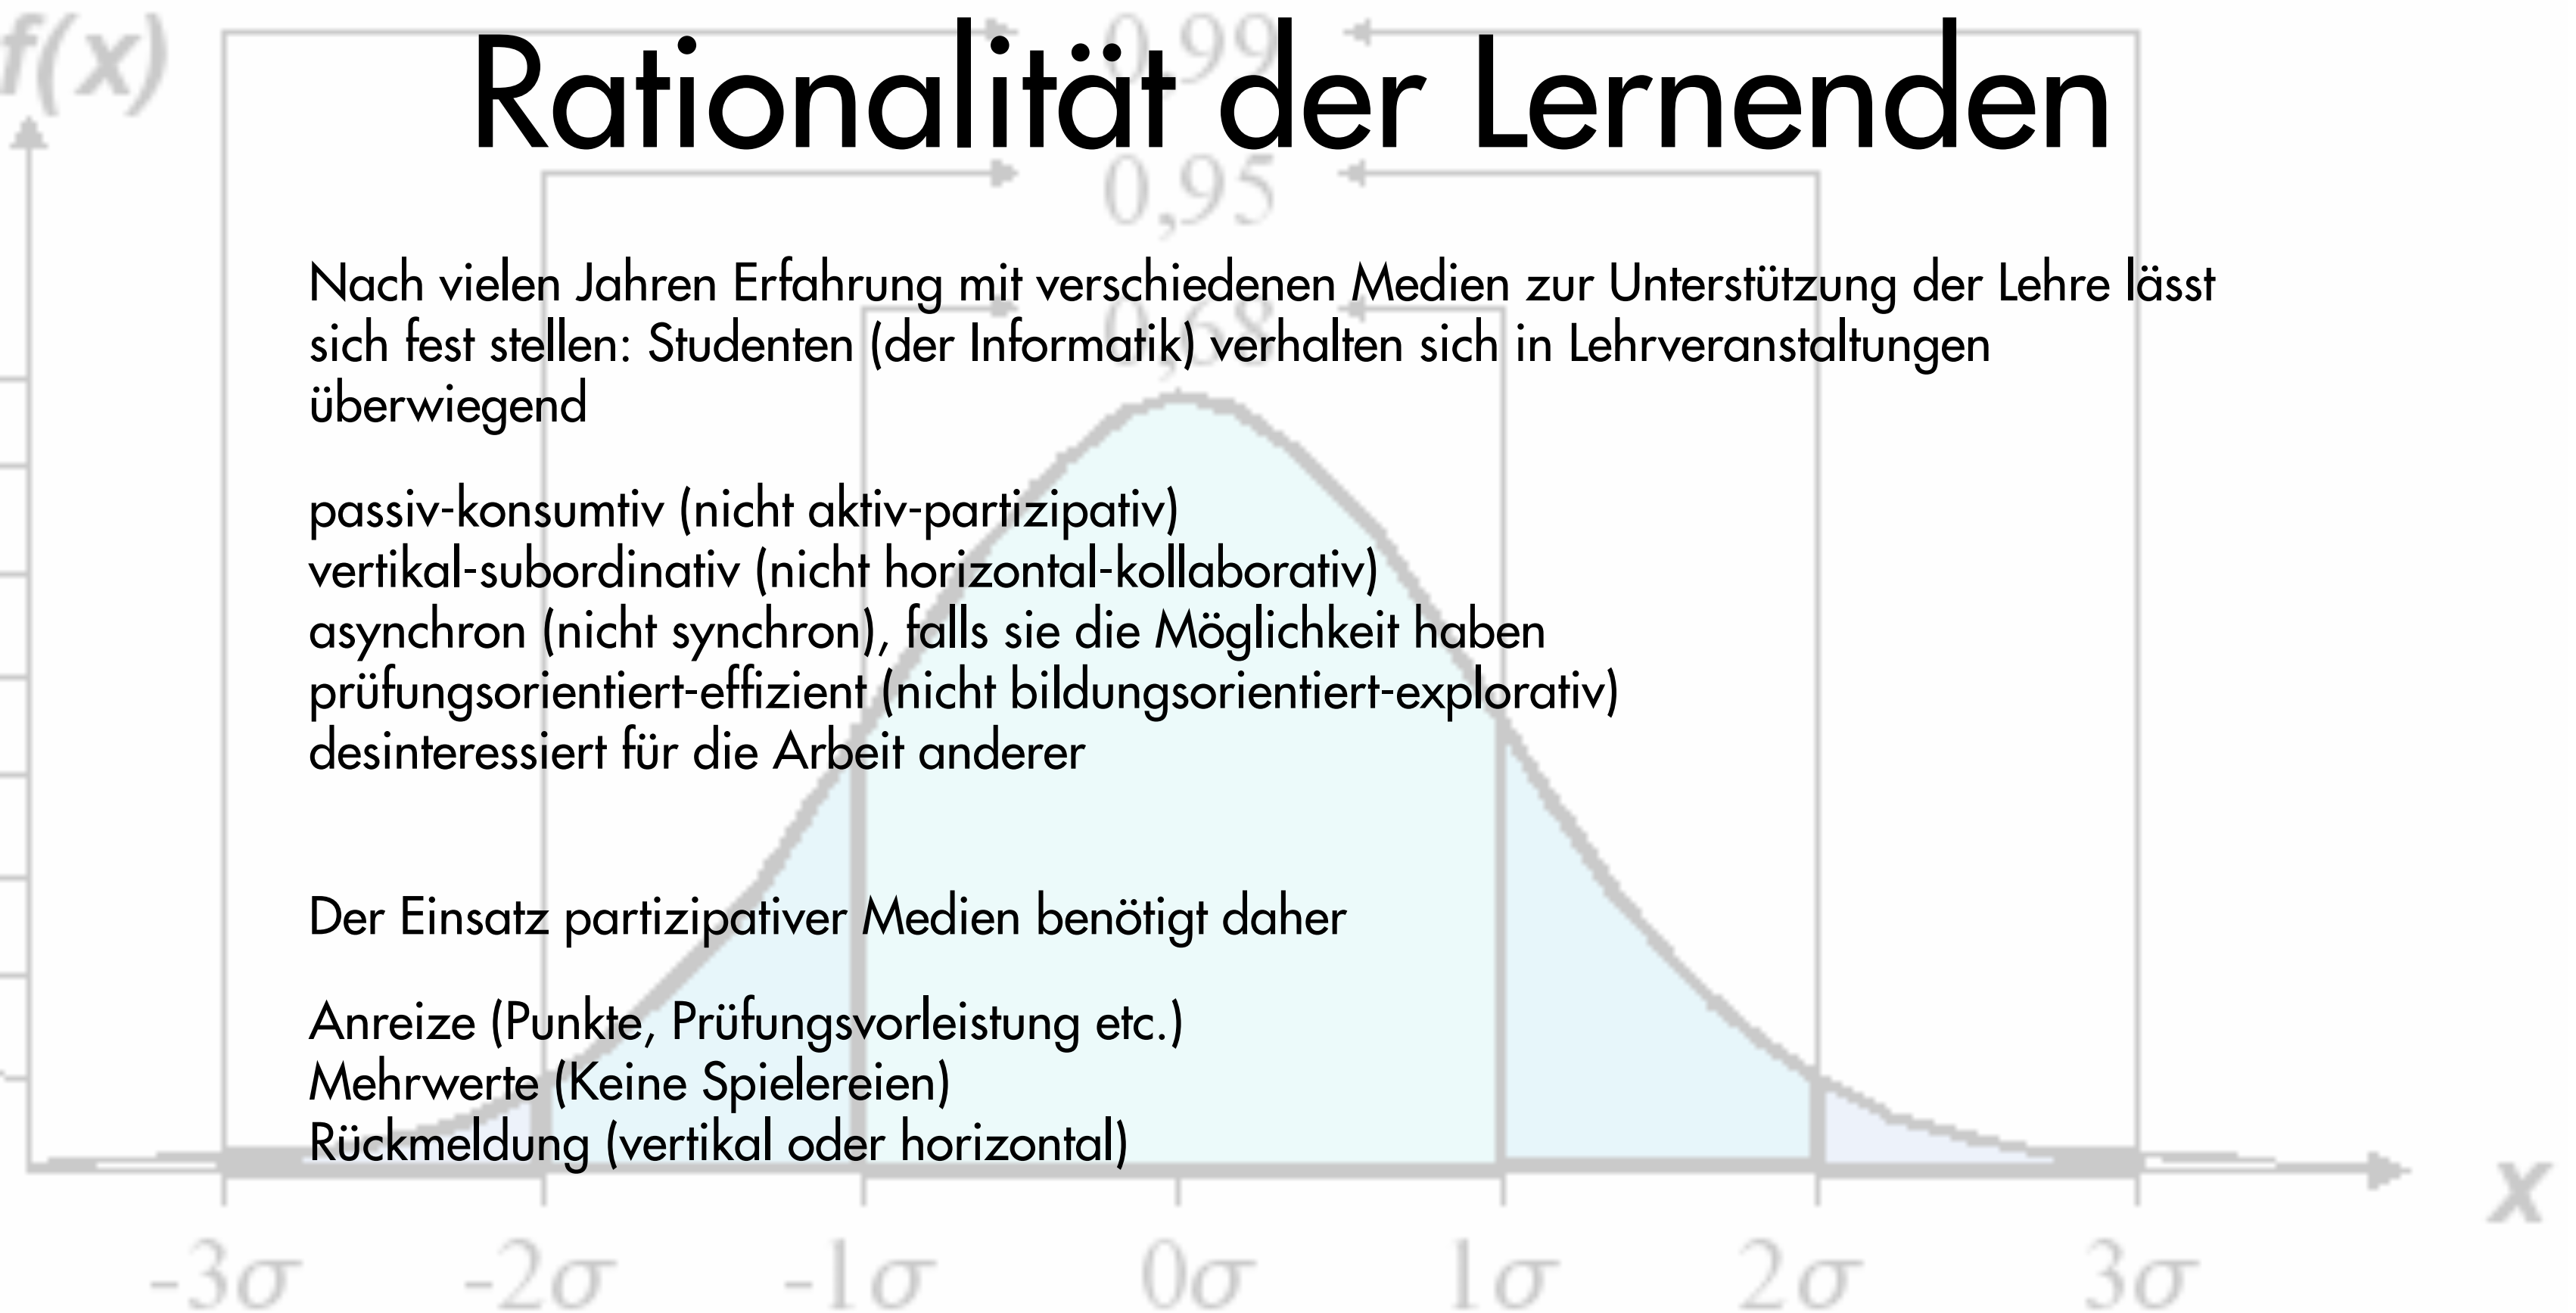 f(x)
0,99
Rationalität der Lernenden
0,95
Nach vielen Jahren Erfahrung mit verschiedenen Medien zur Unterstützung der Lehre lässt
sich fest stellen: Studenten (der Informatik) verhalten sich in Lehrveranstaltungen
überwiegend
0,68
passiv-konsumtiv (nicht aktiv-partizipativ)
vertikal-subordinativ (nicht horizontal-kollaborativ)
asynchron (nicht synchron), falls sie die Möglichkeit haben
prüfungsorientiert-effizient (nicht bildungsorientiert-explorativ)
desinteressiert für die Arbeit anderer
Der Einsatz partizipativer Medien benötigt daher
Anreize (Punkte, Prüfungsvorleistung etc.)
Mehrwerte (Keine Spielereien)
Rückmeldung (vertikal oder horizontal)
x
-3σ -2σ -1σ 0σ 1σ 2σ 3σ